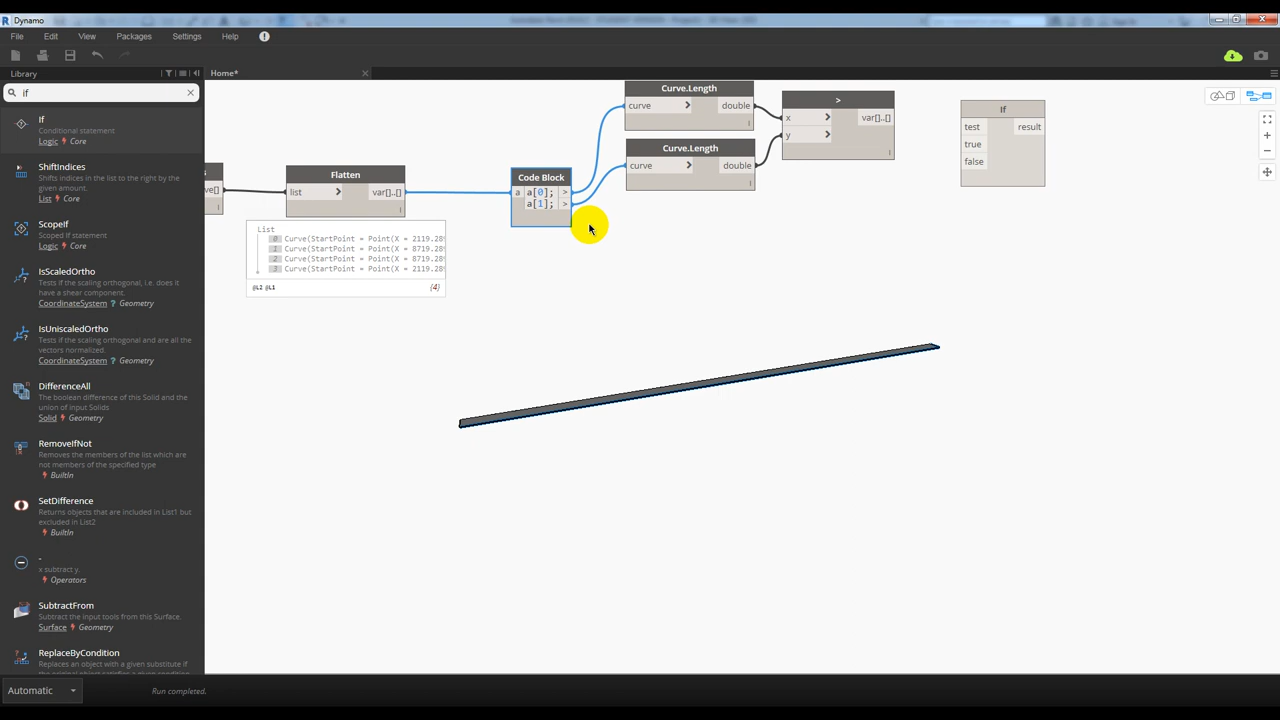 Dynamo
File Edit View Packages Settings Help
Library
Home*
if
If
Conditional statement
Logic Core
ShiftIndices
Shifts indices in the list to the right by the
given amount.
List Core
ScopeIf
Scoped If statement
Logic Core
IsScaledOrtho
Tests if the scaling orthogonal, i.e. does it
have a shear component.
CoordinateSystem ? Geometry
IsUniscaledOrtho
Tests if the scaling orthogonal and are all the
vectors normalized.
CoordinateSystem ? Geometry
DifferenceAll
The boolean difference of this Solid and the
union of input Solids
Solid Geometry
RemoveIfNot
Removes the members of the list which are
not members of the specified type
BuiltIn
SetDifference
Returns objects that are included in List1 but
excluded in List2
BuiltIn
-
x subtract y.
Operators
SubtractFrom
Subtract the input tools from this Surface.
Surface Geometry
ReplaceByCondition
Replaces an object with a given substitute if
Automatic
Run completed.
Flatten
list > var[]..[]
List
0 Curve(StartPoint = Point(X = 2119.28
1 Curve(StartPoint = Point(X = 8719.28
2 Curve(StartPoint = Point(X = 8719.28
3 Curve(StartPoint = Point(X = 2119.28
@L2 @L1 (4)
Code Block
a a[0]; >
a[1]; >
Curve.Length
curve > double
Curve.Length
curve > double
>
x > var[]..[]
y >
If
test result
true
false